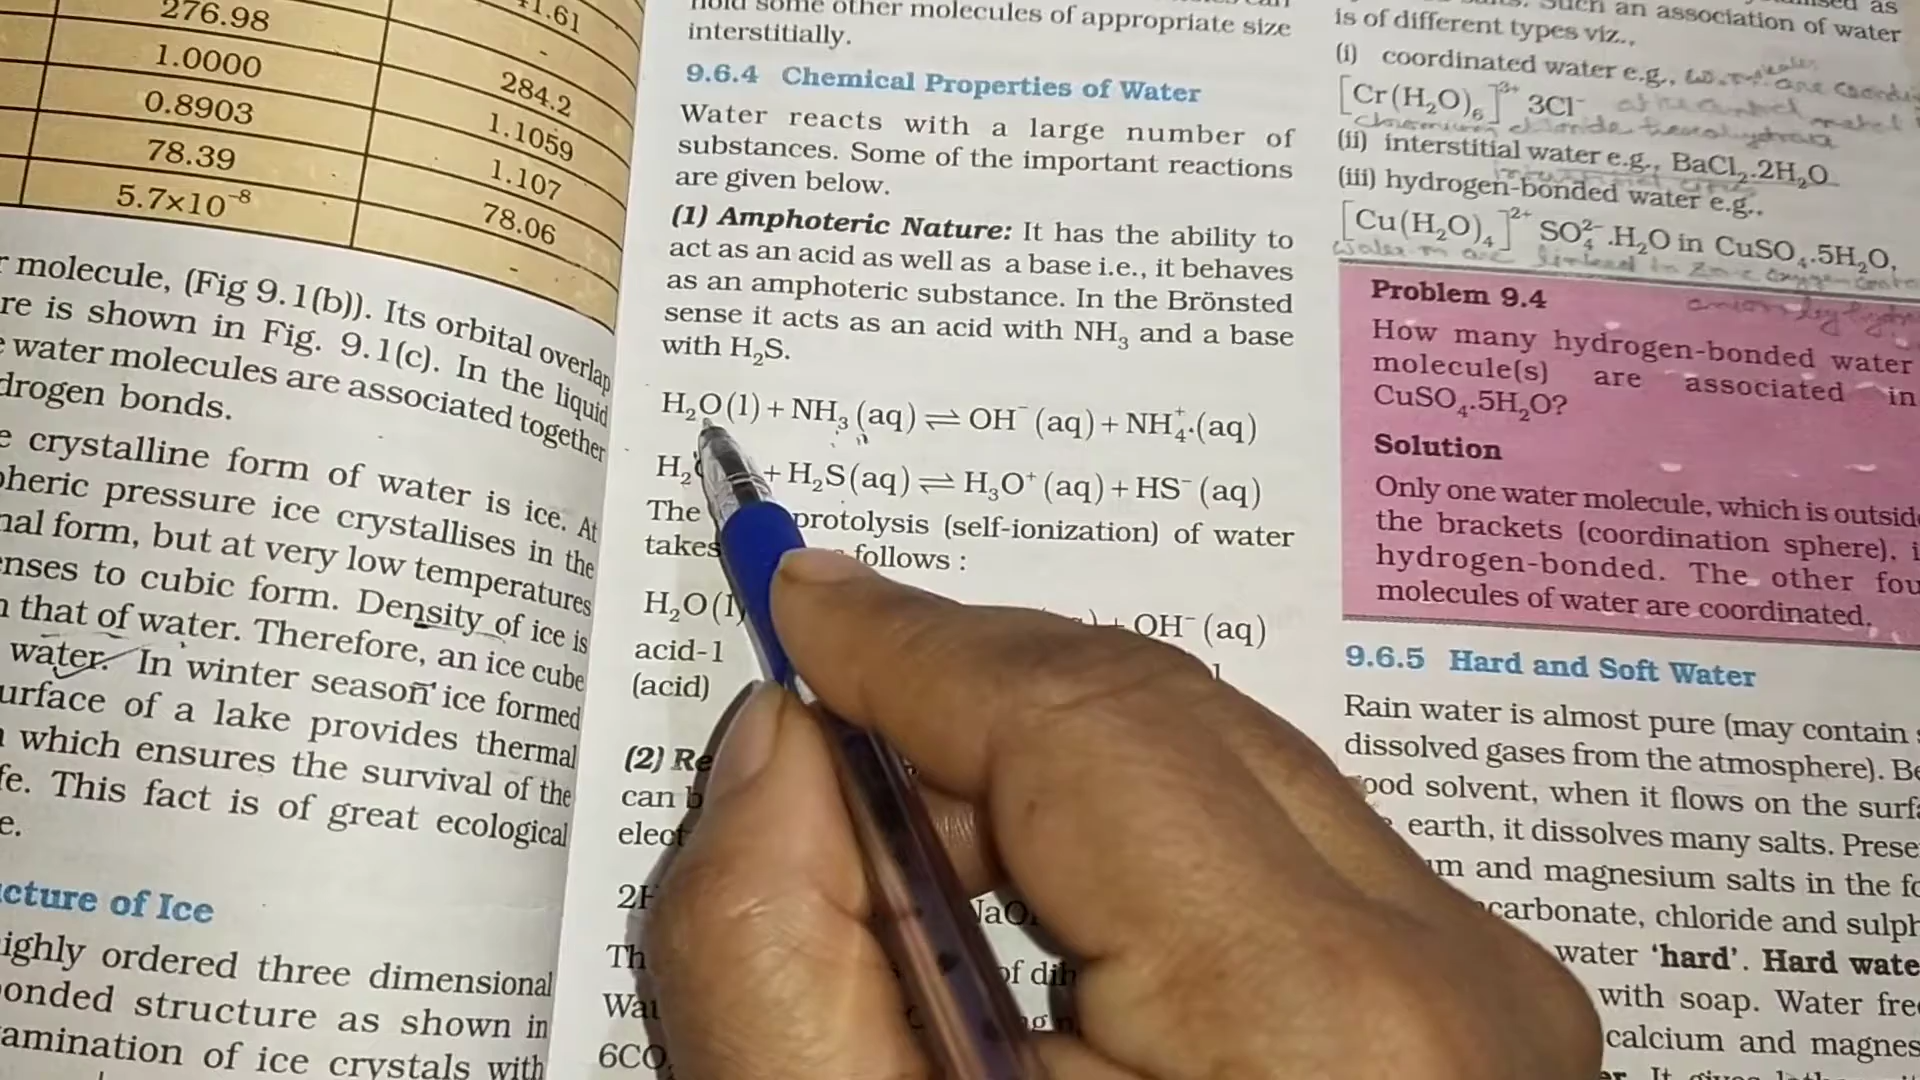 276.98
1.0000
0.8903
78.39
5.7×10⁻⁸
41.61
-
284.2
1.1059
1.107
78.06
-
molecule, (Fig 9.1(b)). Its orbital overlap
re is shown in Fig. 9.1(c). In the liquid
water molecules are associated together
drogen bonds.
crystalline form of water is ice. At
pheric pressure ice crystallises in the
nal form, but at very low temperatures
enses to cubic form. Density of ice is
that of water. Therefore, an ice cube
water. In winter season ice formed
urface of a lake provides thermal
which ensures the survival of the
fe. This fact is of great ecological
e.
cture of Ice
ighly ordered three dimensional
onded structure as shown in
amination of ice crystals with
hold some other molecules of appropriate size
interstitially.
9.6.4 Chemical Properties of Water
Water reacts with a large number of
substances. Some of the important reactions
are given below.
(1) Amphoteric Nature: It has the ability to
act as an acid as well as a base i.e., it behaves
as an amphoteric substance. In the Brönsted
sense it acts as an acid with NH₃ and a base
with H₂S.
H₂O(l) + NH₃(aq) ⇌ OH⁻(aq) + NH₄⁺(aq)
H₂ + H₂S(aq) ⇌ H₃O⁺(aq) + HS⁻(aq)
The protolysis (self-ionization) of water
takes follows :
H₂O(l) + OH⁻(aq)
acid-1
(acid)
(2) Re
can b
elect
2H NaO
Th of dih
Wat
6CO
is of different types viz.,
(i) coordinated water e.g.,
[Cr(H₂O)₆]³⁺ 3Cl⁻
(ii) interstitial water e.g., BaCl₂.2H₂O
(iii) hydrogen-bonded water e.g.,
[Cu(H₂O)₄]²⁺ SO₄²⁻.H₂O in CuSO₄.5H₂O,
Problem 9.4
How many hydrogen-bonded water
molecule(s) are associated in
CuSO₄.5H₂O?
Solution
Only one water molecule, which is outside
the brackets (coordination sphere), i
hydrogen-bonded. The other fou
molecules of water are coordinated.
9.6.5 Hard and Soft Water
Rain water is almost pure (may contain
dissolved gases from the atmosphere). Be
ood solvent, when it flows on the surfa
earth, it dissolves many salts. Prese
um and magnesium salts in the fo
carbonate, chloride and sulph
water 'hard'. Hard wate
with soap. Water fre
calcium and magnes